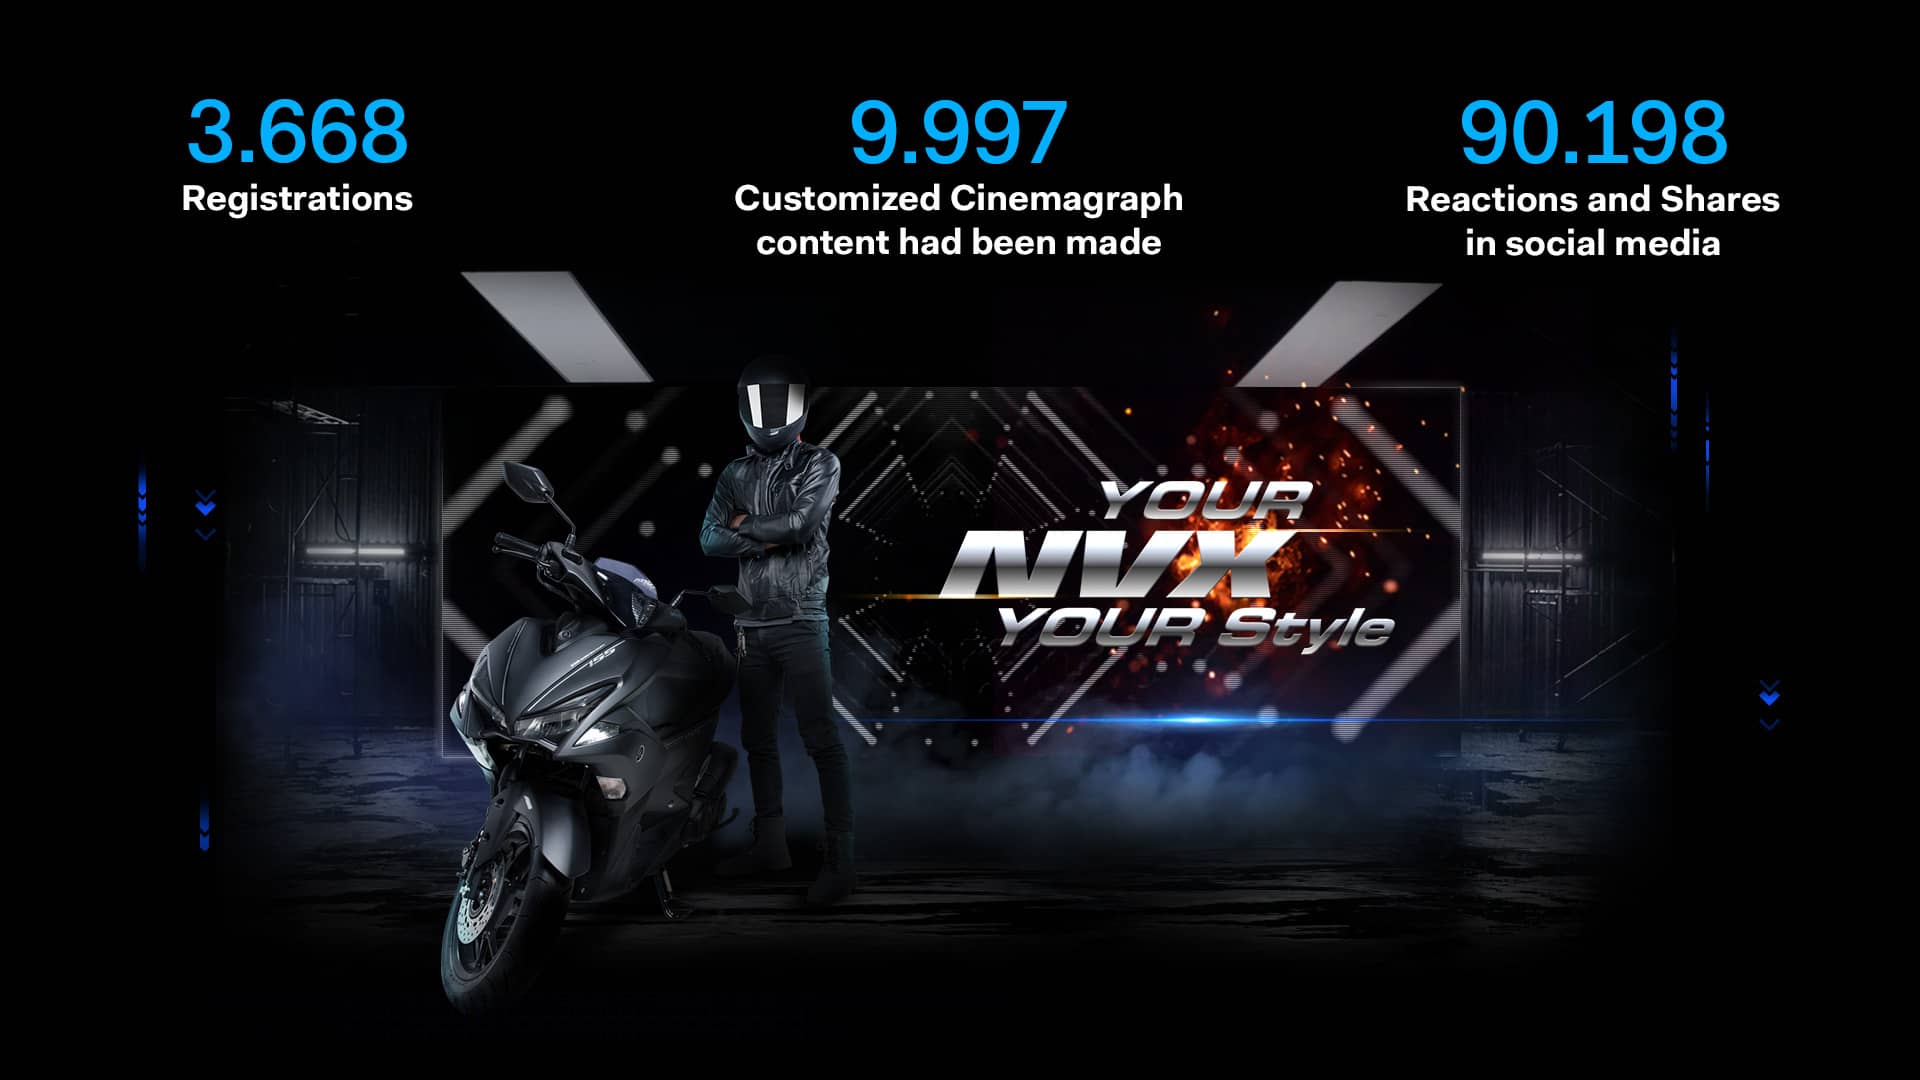 3.668
Registrations
9.997
Customized Cinemagraph
content had been made
90.198
Reactions and Shares
in social media
YOUR
NVX
YOUR Style
155